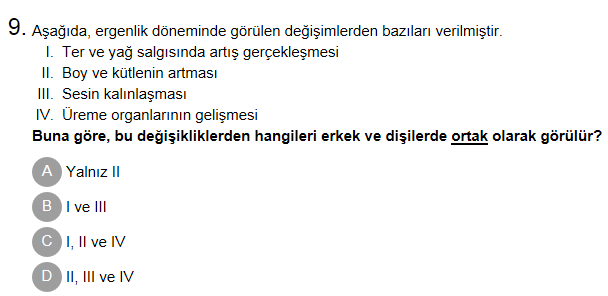 9. Aşağıda, ergenlik döneminde görülen değişimlerden bazıları verilmiştir.
I. Ter ve yağ salgısında artış gerçekleşmesi
II. Boy ve kütlenin artması
III. Sesin kalınlaşması
IV. Üreme organlarının gelişmesi
Buna göre, bu değişikliklerden hangileri erkek ve dişilerde ortak olarak görülür?
A Yalnız II
B I ve III
C I, II ve IV
D II, III ve IV